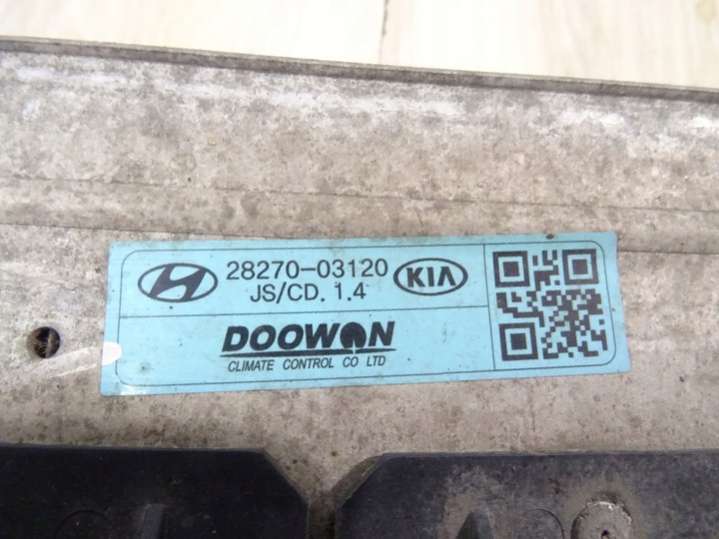 28270-03120
KIA
JS/CD. 1.4
DOOWON
CLIMATE CONTROL CO LTD